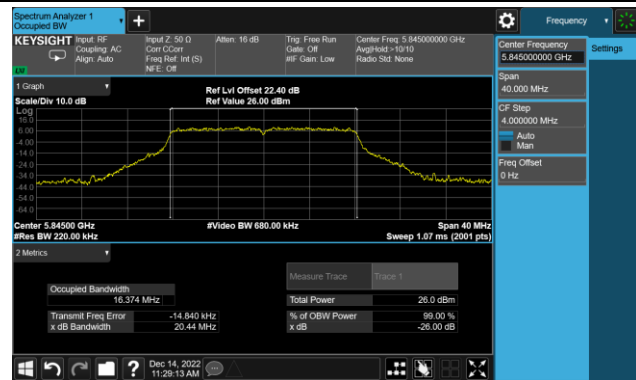 Spectrum Analyzer 1
Occupied BW
+
Frequency
KEYSIGHT
Input: RF
Coupling: AC
Align: Auto
Input Z: 50 Ω
Corr CCorr
Freq Ref: Int (S)
NFE: Off
Atten: 16 dB
Trig: Free Run
Gate: Off
#IF Gain: Low
Center Freq: 5.845000000 GHz
Avg|Hold:>10/10
Radio Std: None
LW
Center Frequency
5.845000000 GHz
Settings
Span
40.000 MHz
CF Step
4.000000 MHz
Auto
Man
Freq Offset
0 Hz
1 Graph
Scale/Div 10.0 dB
Ref Lvl Offset 22.40 dB
Ref Value 26.00 dBm
Log
16.0
6.00
-4.00
-14.0
-24.0
-34.0
-44.0
-54.0
-64.0
Center 5.84500 GHz
#Res BW 220.00 kHz
#Video BW 680.00 kHz
Span 40 MHz
Sweep 1.07 ms (2001 pts)
2 Metrics
Measure Trace
Trace 1
Occupied Bandwidth
16.374 MHz
Total Power
26.0 dBm
Transmit Freq Error
-14.840 kHz
% of OBW Power
99.00 %
x dB Bandwidth
20.44 MHz
x dB
-26.00 dB
?
Dec 14, 2022
11:29:13 AM